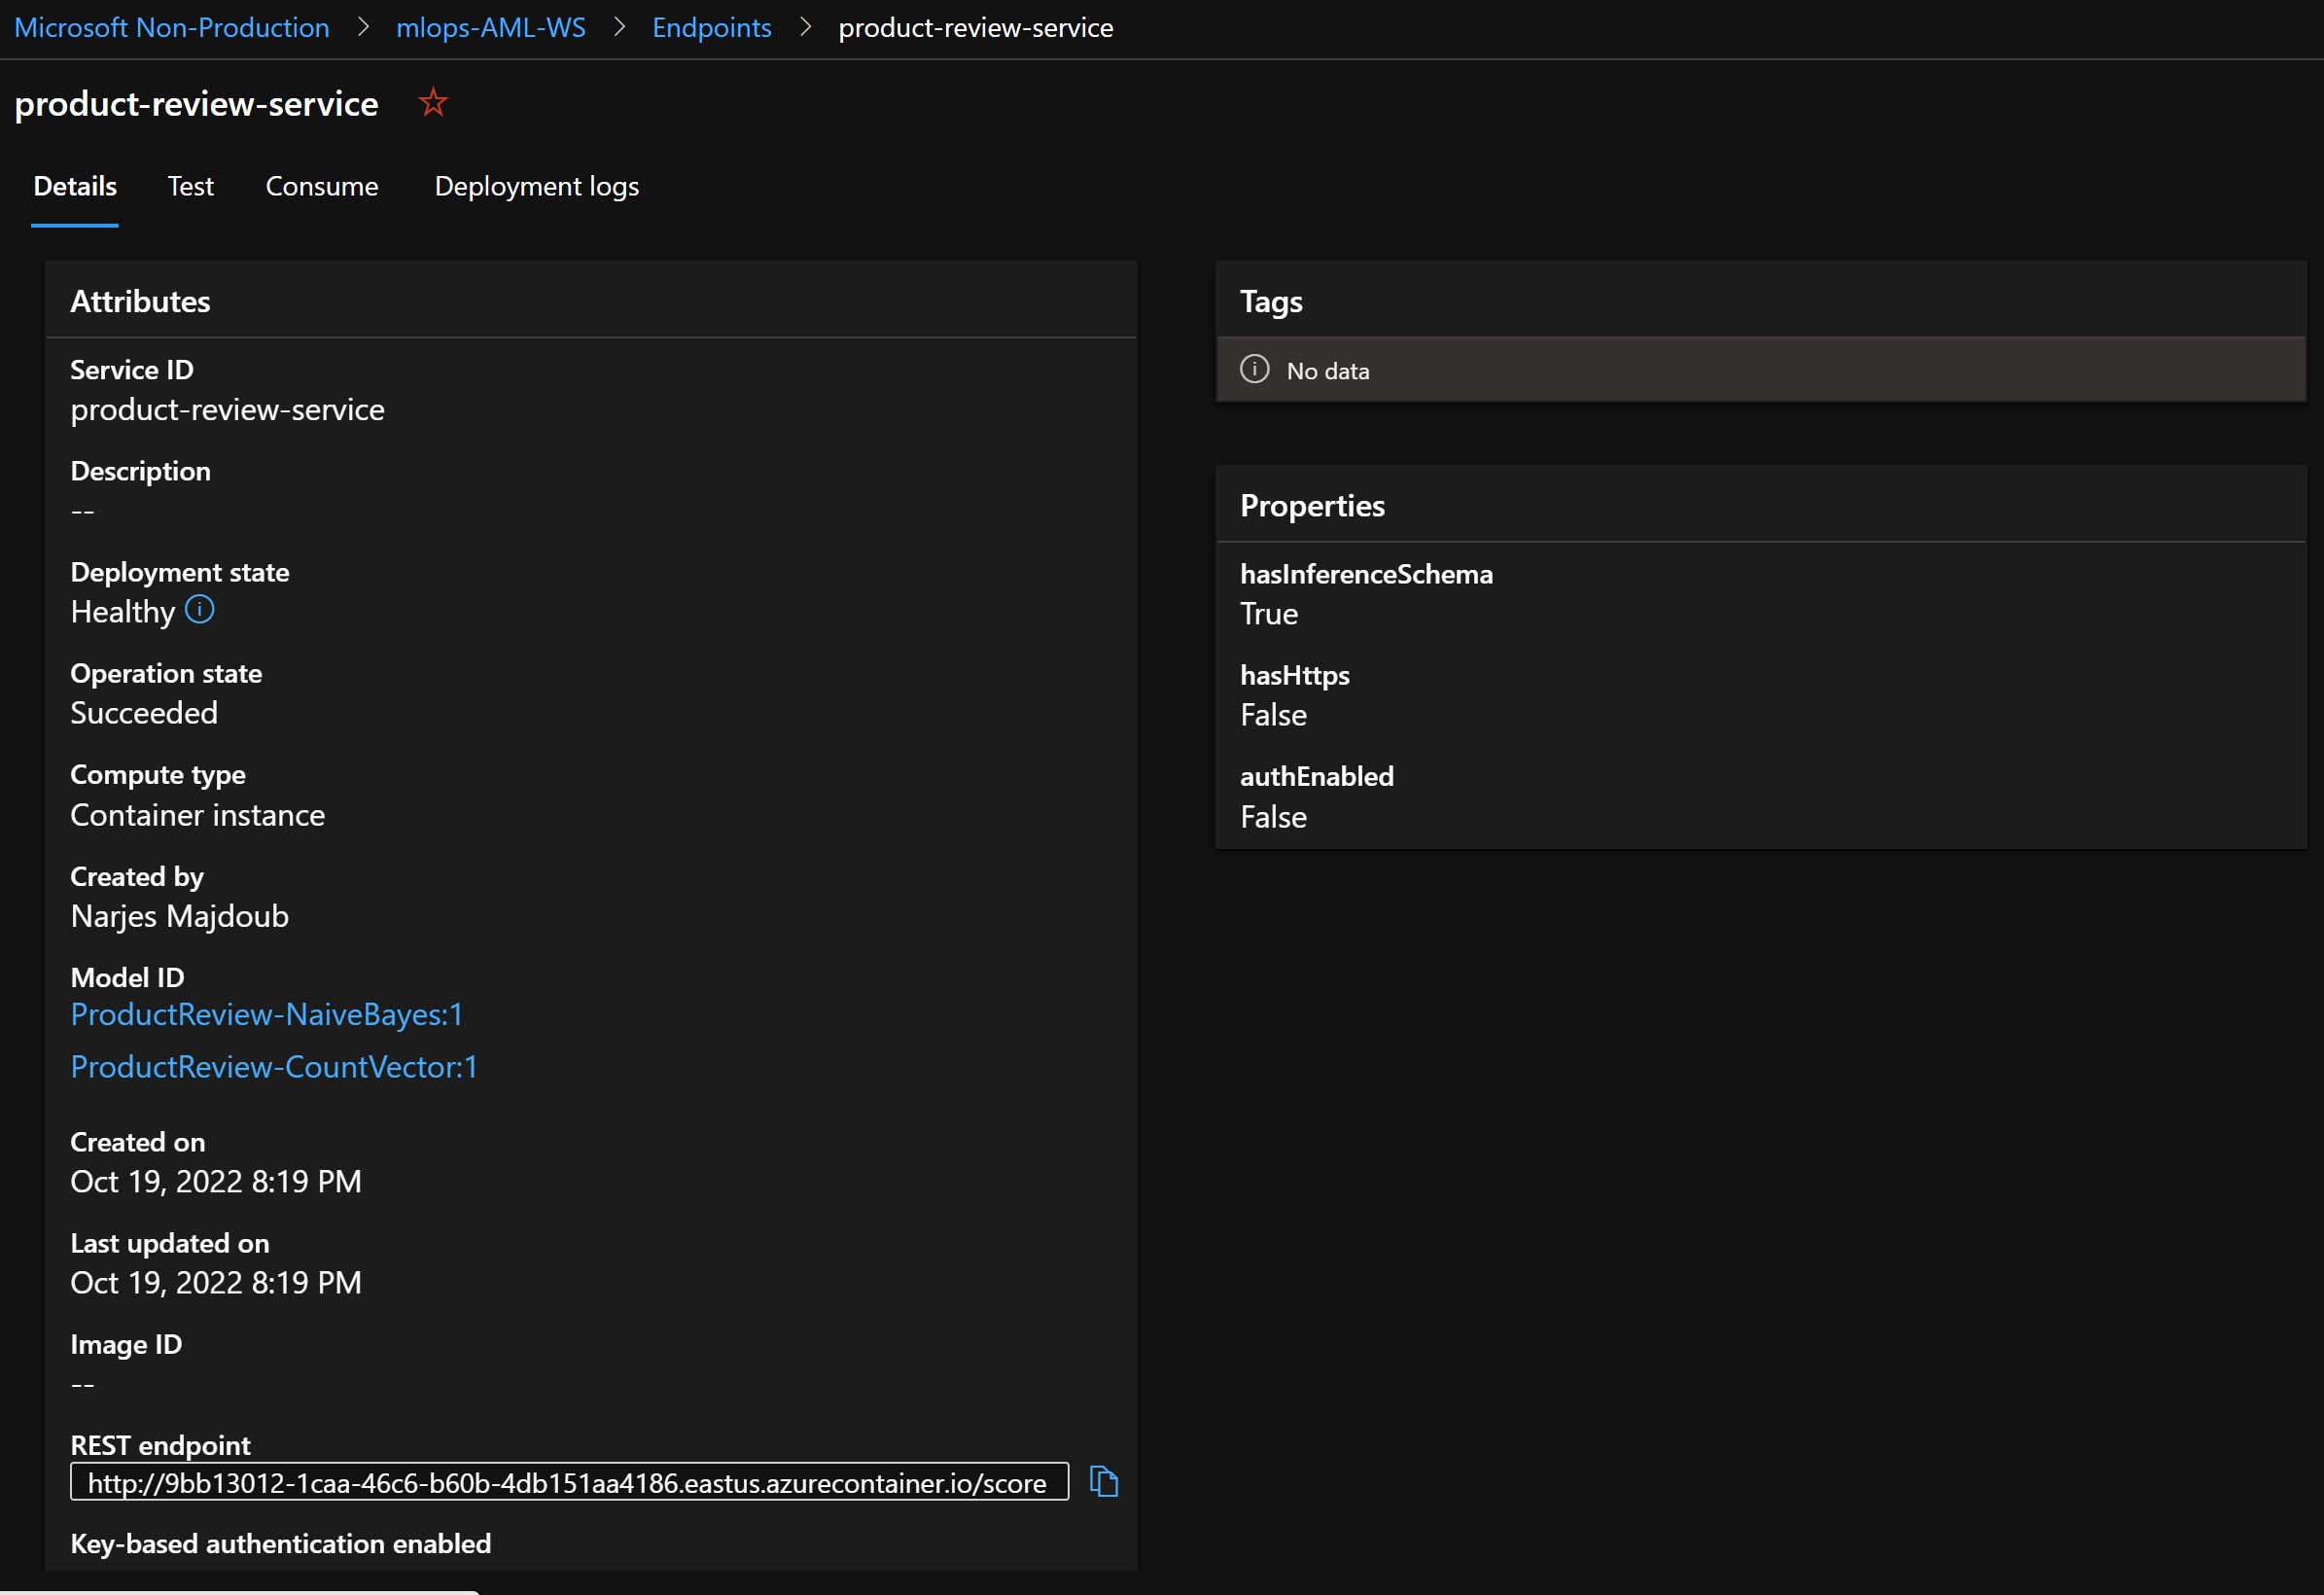 Microsoft Non-Production > mlops-AML-WS > Endpoints > product-review-service
product-review-service
Details Test Consume Deployment logs
Attributes
Service ID
product-review-service
Description
--
Deployment state
Healthy
Operation state
Succeeded
Compute type
Container instance
Created by
Narjes Majdoub
Model ID
ProductReview-NaiveBayes:1
ProductReview-CountVector:1
Created on
Oct 19, 2022 8:19 PM
Last updated on
Oct 19, 2022 8:19 PM
Image ID
--
REST endpoint
http://9bb13012-1caa-46c6-b60b-4db151aa4186.eastus.azurecontainer.io/score
Key-based authentication enabled
Tags
No data
Properties
hasInferenceSchema
True
hasHttps
False
authEnabled
False